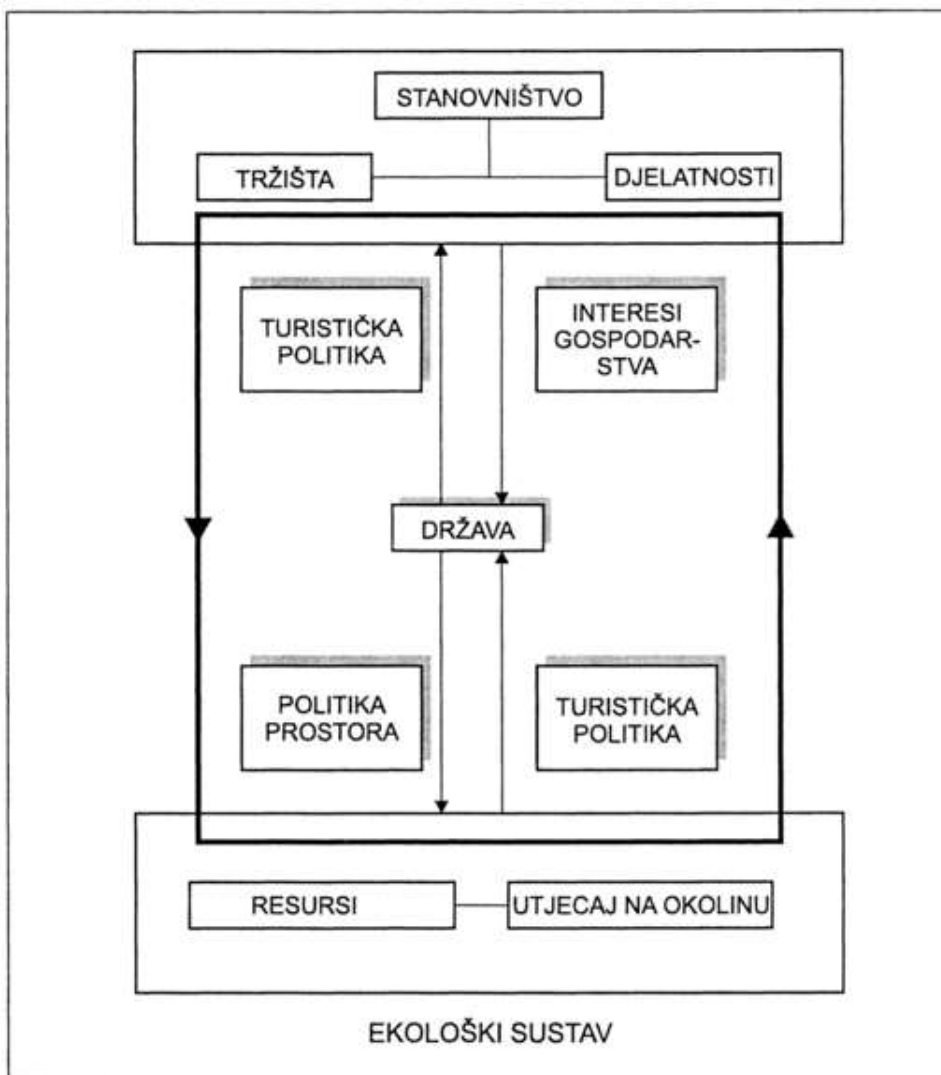 STANOVNIŠTVO
TRŽIŠTA
DJELATNOSTI
TURISTIČKA
POLITIKA
INTERESI
GOSPODAR-
STVA
DRŽAVA
POLITIKA
PROSTORA
TURISTIČKA
POLITIKA
RESURSI
UTJECAJ NA OKOLINU
EKOLOŠKI SUSTAV